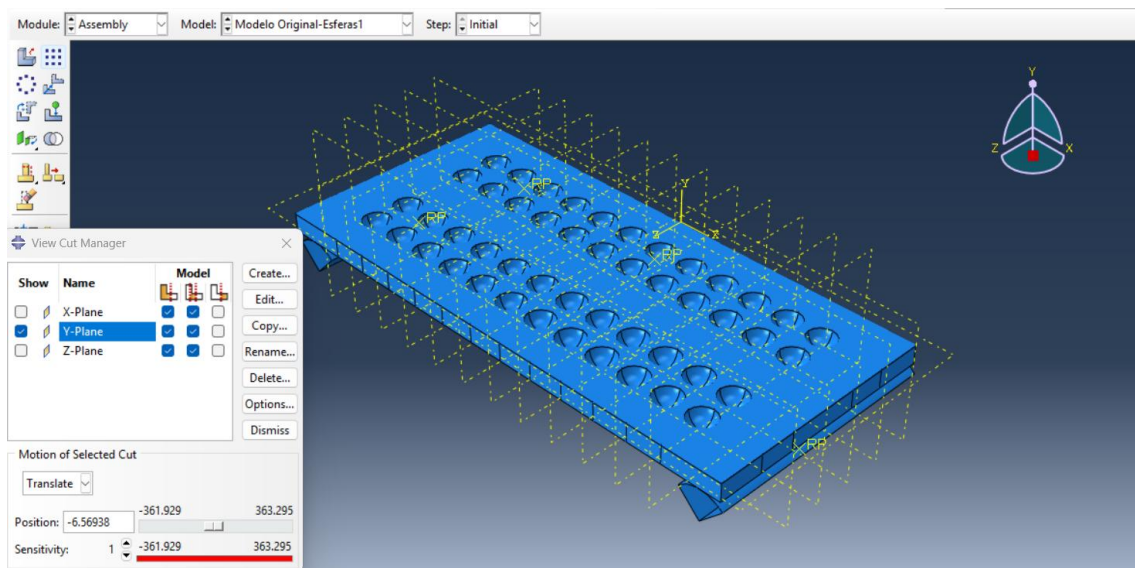 Module: Assembly Model: Modelo Original-Esferas1 Step: Initial
Y
Z X
RP
Y
RP
Z X
RP
RP
View Cut Manager
Show Name Model
X-Plane
Y-Plane
Z-Plane
Create...
Edit...
Copy...
Rename...
Delete...
Options...
Dismiss
Motion of Selected Cut
Translate
Position: -6.56938 -361.929 363.295
Sensitivity: 1 -361.929 363.295